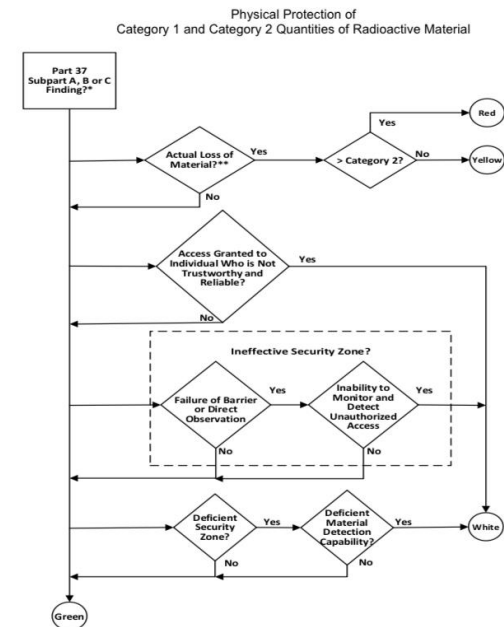 Physical Protection of
Category 1 and Category 2 Quantities of Radioactive Material
Part 37
Subpart A, B or C
Finding?*
Red
Yes
Actual Loss of
Material?**
Yes
> Category 2?
No
Yellow
No
Access Granted to
Individual Who is Not
Trustworthy and
Reliable?
Yes
No
Ineffective Security Zone?
Failure of Barrier
or Direct
Observation
Yes
Inability to
Monitor and
Detect
Unauthorized
Access
Yes
No
No
Deficient
Security
Zone?
Yes
Deficient
Material
Detection
Capability?
Yes
White
No
No
Green